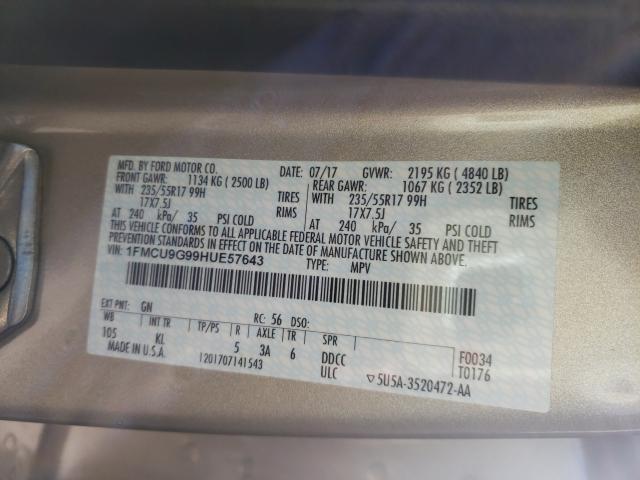 MFD. BY FORD MOTOR CO. DATE: 07/17 GVWR: 2195 KG ( 4840 LB)
FRONT GAWR: 1134 KG ( 2500 LB) REAR GAWR: 1067 KG ( 2352 LB)
WITH 235/55R17 99H TIRES WITH 235/55R17 99H TIRES
17X7.5J RIMS 17X7.5J RIMS
AT 240 kPa/ 35 PSI COLD AT 240 kPa/ 35 PSI COLD
THIS VEHICLE CONFORMS TO ALL APPLICABLE FEDERAL MOTOR VEHICLE SAFETY AND THEFT
PREVENTION STANDARDS IN EFFECT ON THE DATE OF MANUFACTURE SHOWN ABOVE.
VIN: 1FMCU9G99HUE57643 TYPE: MPV
EXT PNT: GN RC: 56 DSO:
WB INT TR TP/PS R AXLE TR SPR
105 KL 5 3A 6 DDCC F0034
MADE IN U.S.A. 1201707141543 ULC T0176
▽5U5A-3520472-AA